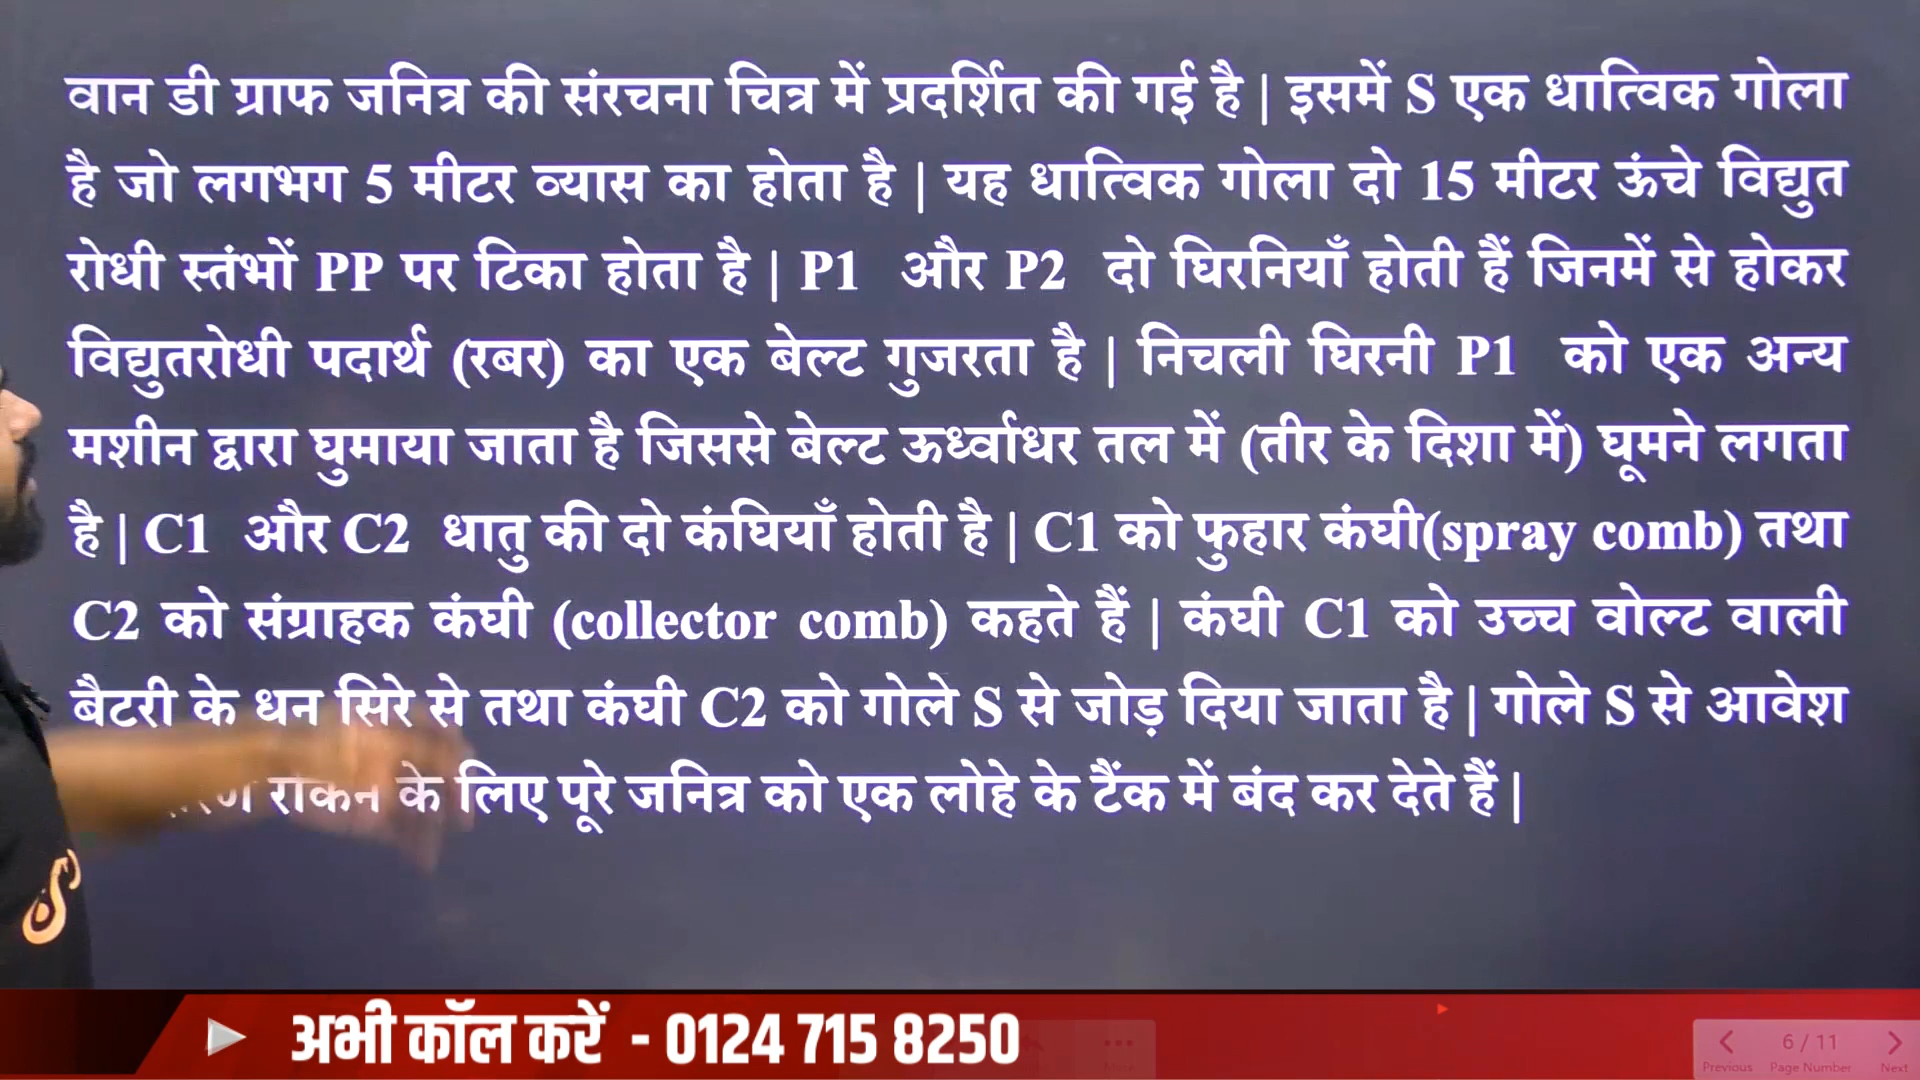 वान डी ग्राफ जनित्र की संरचना चित्र में प्रदर्शित की गई है | इसमें S एक धात्विक गोला
है जो लगभग 5 मीटर व्यास का होता है | यह धात्विक गोला दो 15 मीटर ऊंचे विद्युत
रोधी स्तंभों PP पर टिका होता है | P1 और P2 दो घिरनियाँ होती हैं जिनमें से होकर
विद्युतरोधी पदार्थ (रबर) का एक बेल्ट गुजरता है | निचली घिरनी P1 को एक अन्य
मशीन द्वारा घुमाया जाता है जिससे बेल्ट ऊर्ध्वाधर तल में (तीर के दिशा में) घूमने लगता
है | C1 और C2 धातु की दो कंघियाँ होती है | C1 को फुहार कंघी(spray comb) तथा
C2 को संग्राहक कंघी (collector comb) कहते हैं | कंघी C1 को उच्च वोल्ट वाली
बैटरी के धन सिरे से तथा कंघी C2 को गोले S से जोड़ दिया जाता है | गोले S से आवेश
रोकने के लिए पूरे जनित्र को एक लोहे के टैंक में बंद कर देते हैं |
अभी कॉल करें - 0124 715 8250
6 / 11
Previous Page Number Next